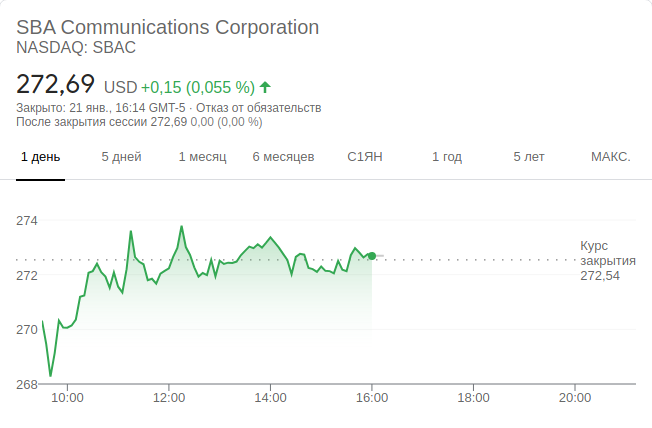 SBA Communications Corporation
NASDAQ: SBAC
272,69 USD +0,15 (0,055 %)
Закрыто: 21 янв., 16:14 GMT-5 · Отказ от обязательств
После закрытия сессии 272,69 0,00 (0,00 %)
1 день 5 дней 1 месяц 6 месяцев С1ЯН 1 год 5 лет МАКС.
274
Курс
закрытия
272,54
272
270
268
10:00 12:00 14:00 16:00 18:00 20:00